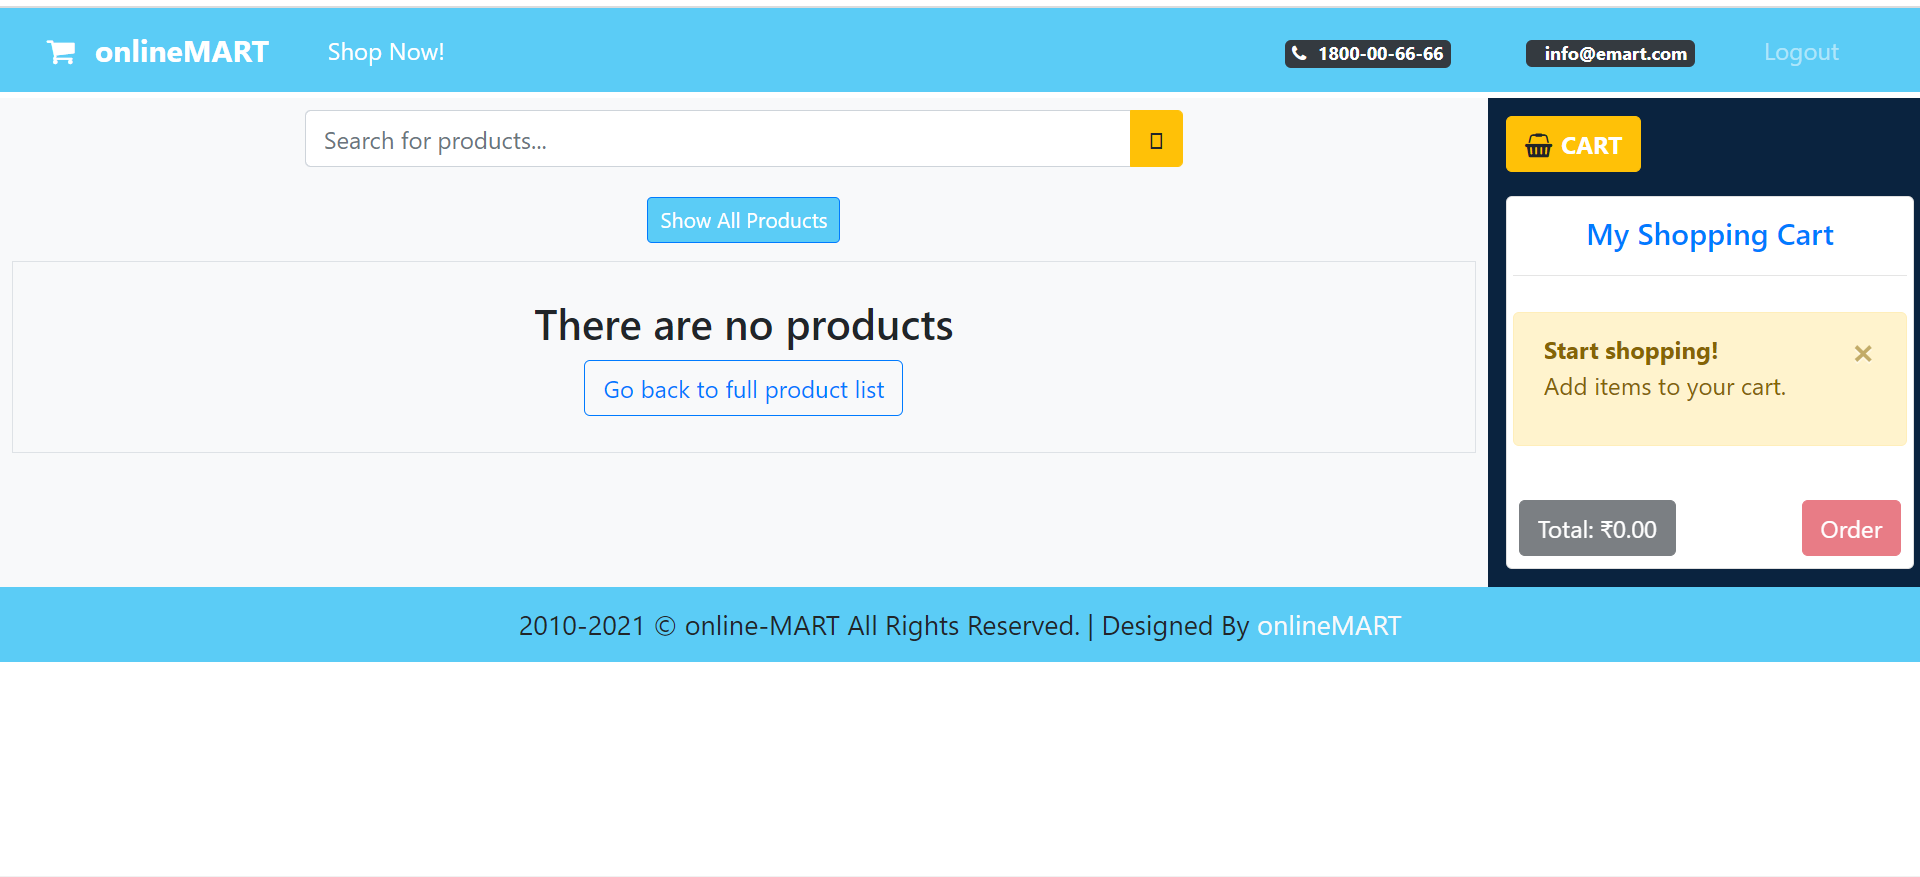 onlineMART Shop Now! 1800-00-66-66 info@emart.com Logout
Search for products...
CART
Show All Products
My Shopping Cart
There are no products
Go back to full product list
Start shopping! ×
Add items to your cart.
Total: ₹0.00 Order
2010-2021 © online-MART All Rights Reserved. | Designed By onlineMART